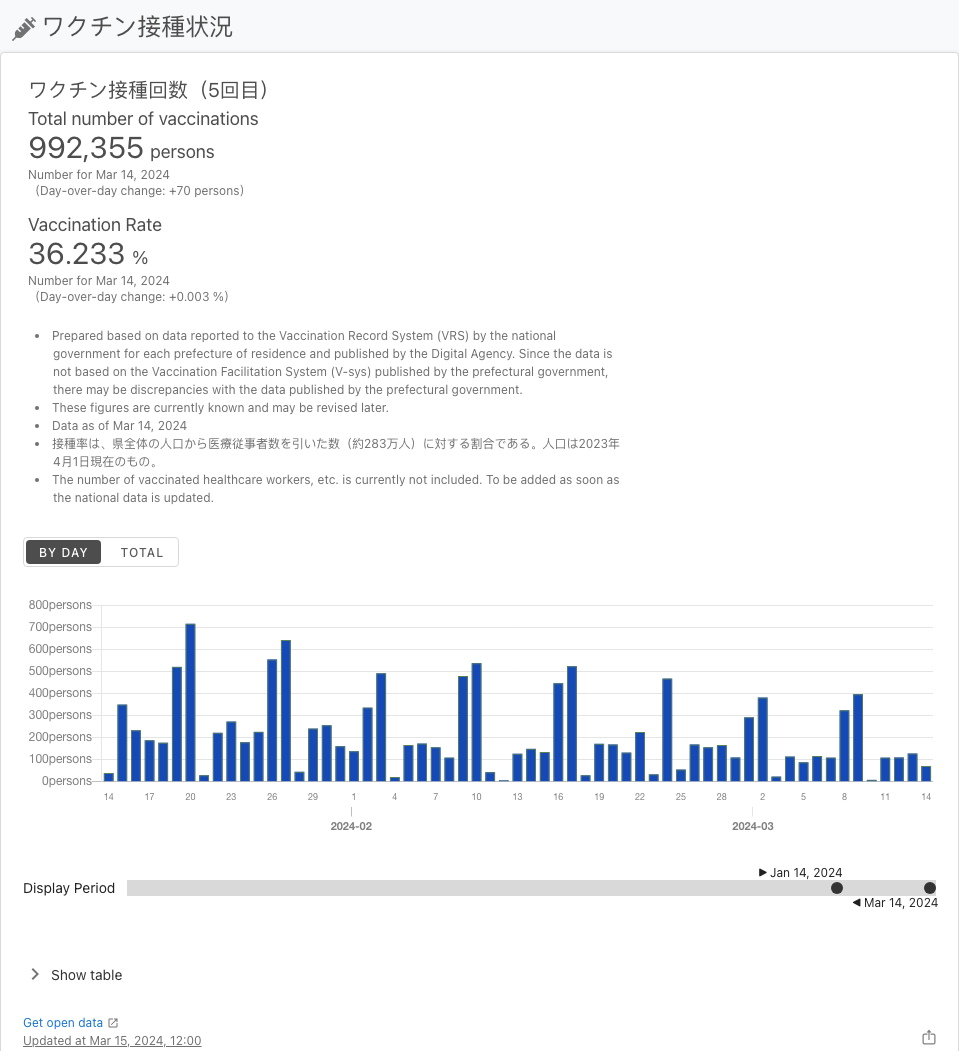 ワクチン接種状況
ワクチン接種回数（5回目）
Total number of vaccinations
992,355 persons
Number for Mar 14, 2024
（Day-over-day change: +70 persons）
Vaccination Rate
36.233 %
Number for Mar 14, 2024
（Day-over-day change: +0.003 %）
• Prepared based on data reported to the Vaccination Record System (VRS) by the national
government for each prefecture of residence and published by the Digital Agency. Since the data is
not based on the Vaccination Facilitation System (V-sys) published by the prefectural government,
there may be discrepancies with the data published by the prefectural government.
• These figures are currently known and may be revised later.
• Data as of Mar 14, 2024
• 接種率は、県全体の人口から医療従事者数を引いた数（約283万人）に対する割合である。人口は2023年
4月1日現在のもの。
• The number of vaccinated healthcare workers, etc. is currently not included. To be added as soon as
the national data is updated.
BY DAY TOTAL
800persons
700persons
600persons
500persons
400persons
300persons
200persons
100persons
0persons
14 17 20 23 26 29 1 4 7 10 13 16 19 22 25 28 2 5 8 11 14
2024-02 2024-03
Jan 14, 2024
Display Period
Mar 14, 2024
Show table
Get open data
Updated at Mar 15, 2024, 12:00